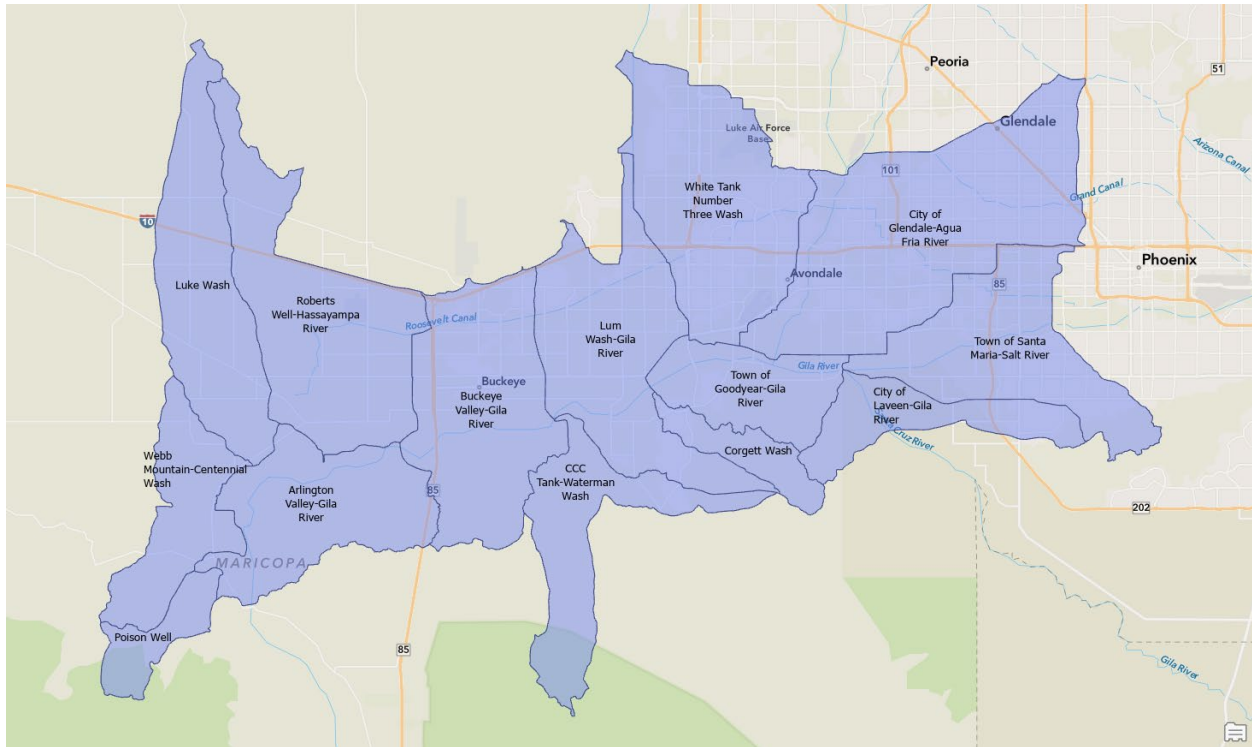 Peoria
51
Luke Air Force
Base
Glendale
Arizona Canal
101
White Tank
Number
Three Wash
Grand Canal
City of
Glendale-Agua
Fria River
10
Phoenix
Avondale
85
Luke Wash
Roberts
Well-Hassayampa
River
Roosevelt Canal
Lum
Wash-Gila
River
Town of Santa
Maria-Salt River
Gila River
Town of
Goodyear-Gila
River
Buckeye
Buckeye
Valley-Gila
River
City of
Laveen-Gila
River
Cruz River
Corgett Wash
Webb
Mountain-Centennial
Wash
CCC
Tank-Waterman
Wash
Arlington
Valley-Gila
River
85
202
MARICOPA
Poison Well
85
Gila River